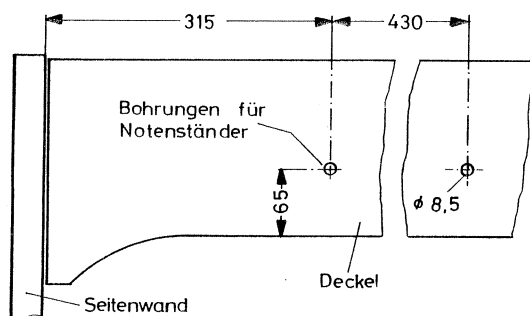 315
430
Bohrungen für
Notenständer
65
ø 8,5
Deckel
Seitenwand